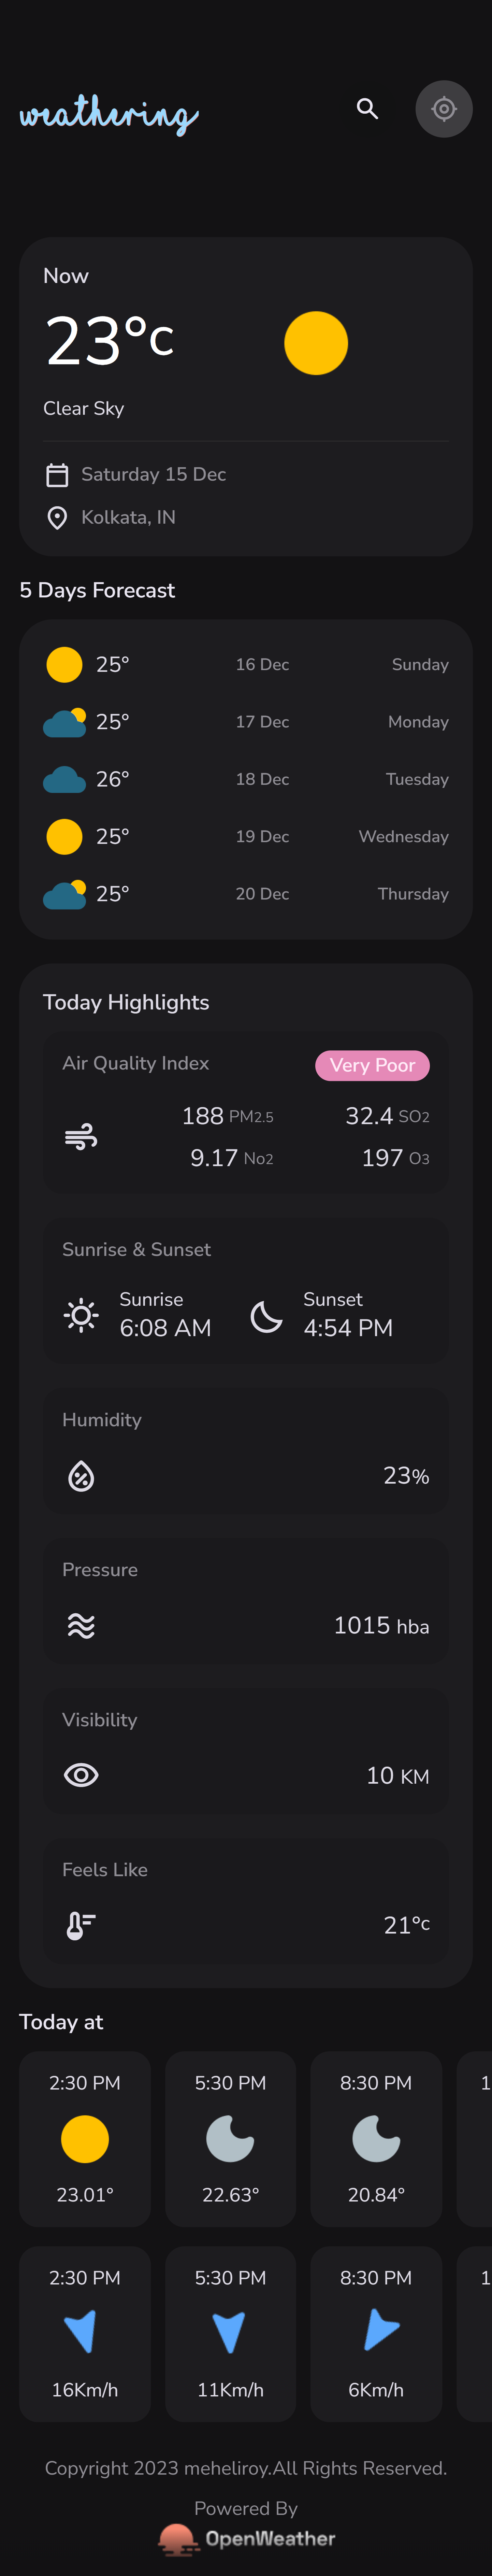 weathering
Now
23°c
Clear Sky
Saturday 15 Dec
Kolkata, IN
5 Days Forecast
25° 16 Dec Sunday
25° 17 Dec Monday
26° 18 Dec Tuesday
25° 19 Dec Wednesday
25° 20 Dec Thursday
Today Highlights
Air Quality Index Very Poor
188 PM2.5 32.4 SO2
9.17 No2 197 O3
Sunrise & Sunset
Sunrise Sunset
6:08 AM 4:54 PM
Humidity
23%
Pressure
1015 hba
Visibility
10 KM
Feels Like
21°c
Today at
2:30 PM 5:30 PM 8:30 PM 1
23.01° 22.63° 20.84°
2:30 PM 5:30 PM 8:30 PM 1
16Km/h 11Km/h 6Km/h
Copyright 2023 meheliroy.All Rights Reserved.
Powered By
OpenWeather